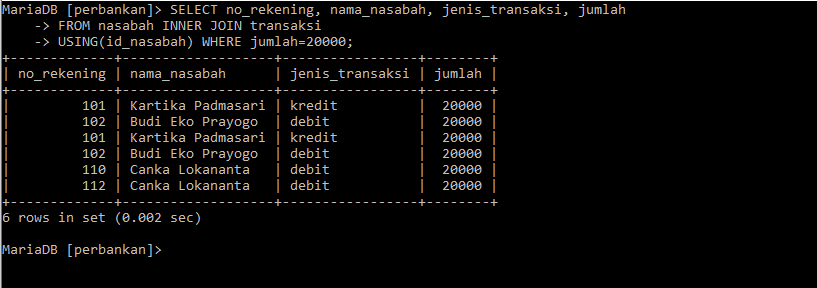 MariaDB [perbankan]> SELECT no_rekening, nama_nasabah, jenis_transaksi, jumlah
    -> FROM nasabah INNER JOIN transaksi
    -> USING(id_nasabah) WHERE jumlah=20000;
+-------------+-------------------+-----------------+--------+
| no_rekening | nama_nasabah      | jenis_transaksi | jumlah |
+-------------+-------------------+-----------------+--------+
|         101 | Kartika Padmasari | kredit          |  20000 |
|         102 | Budi Eko Prayogo  | debit           |  20000 |
|         101 | Kartika Padmasari | kredit          |  20000 |
|         102 | Budi Eko Prayogo  | debit           |  20000 |
|         110 | Canka Lokananta   | debit           |  20000 |
|         112 | Canka Lokananta   | debit           |  20000 |
+-------------+-------------------+-----------------+--------+
6 rows in set (0.002 sec)
MariaDB [perbankan]>